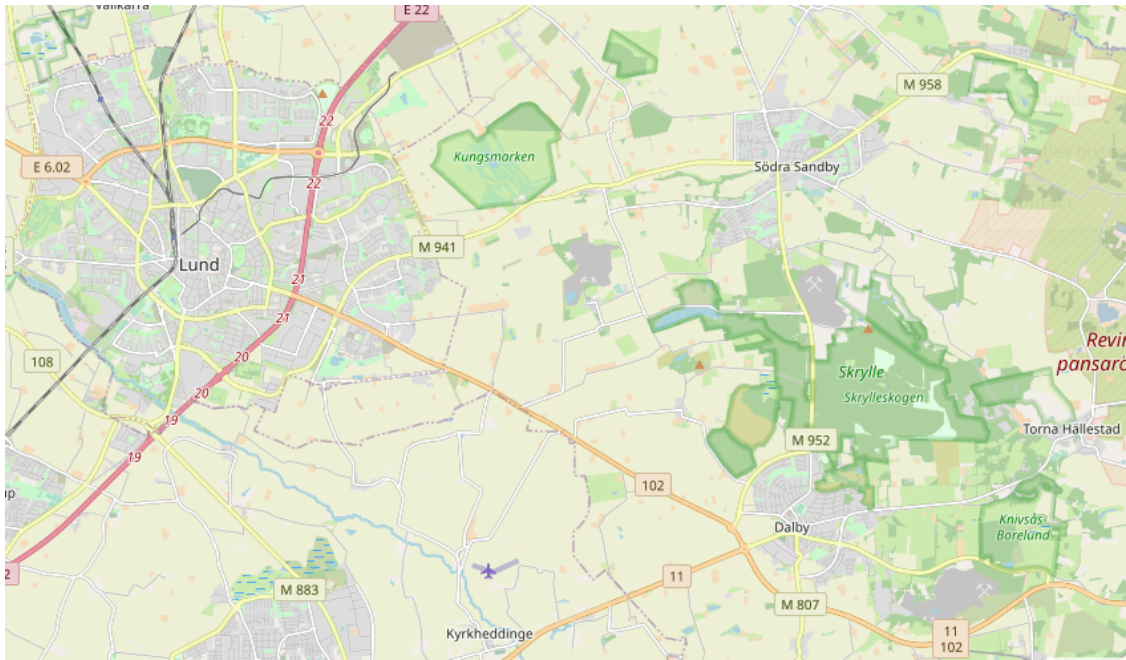 Vallkärra
E 22
M 958
22
Kungsmarken
E 6.02
Södra Sandby
22
M 941
Lund
21
21
108
20
20
Skrylle
Skrylleskogen
19
M 952
Torna Hällestad
19
102
Dalby
Knivsås-
Borelund
11
M 883
M 807
Kyrkheddinge
11
102